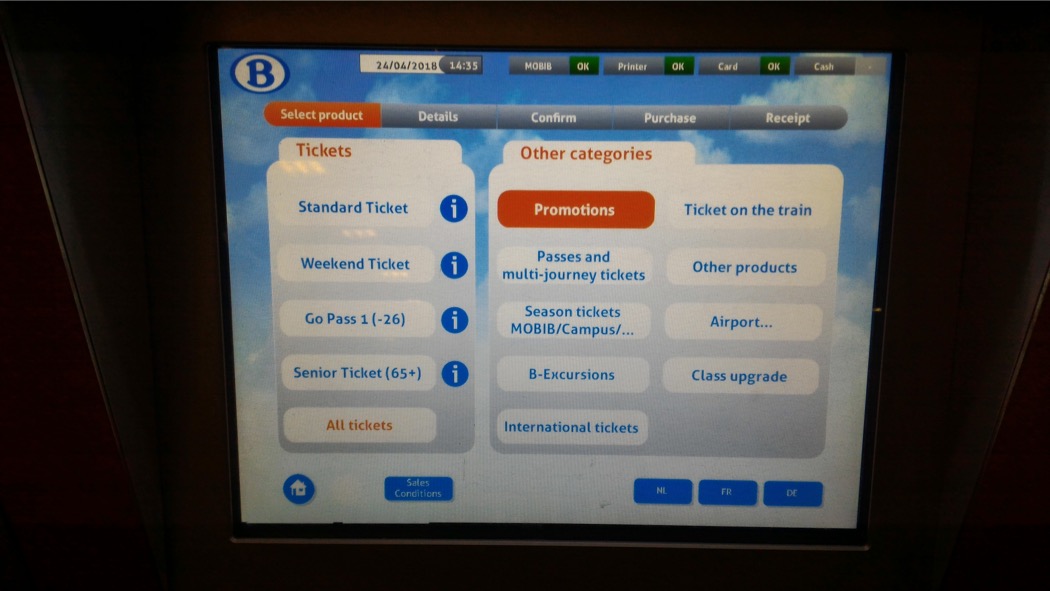 B
24/04/2018 14:35
MOBIB OK Printer OK Card OK Cash -
Select product Details Confirm Purchase Receipt
Tickets
Standard Ticket i
Weekend Ticket i
Go Pass 1 (-26) i
Senior Ticket (65+) i
All tickets
Other categories
Promotions
Ticket on the train
Passes and
multi-journey tickets
Other products
Season tickets
MOBIB/Campus/...
Airport...
B-Excursions
Class upgrade
International tickets
Sales
Conditions
NL FR DE